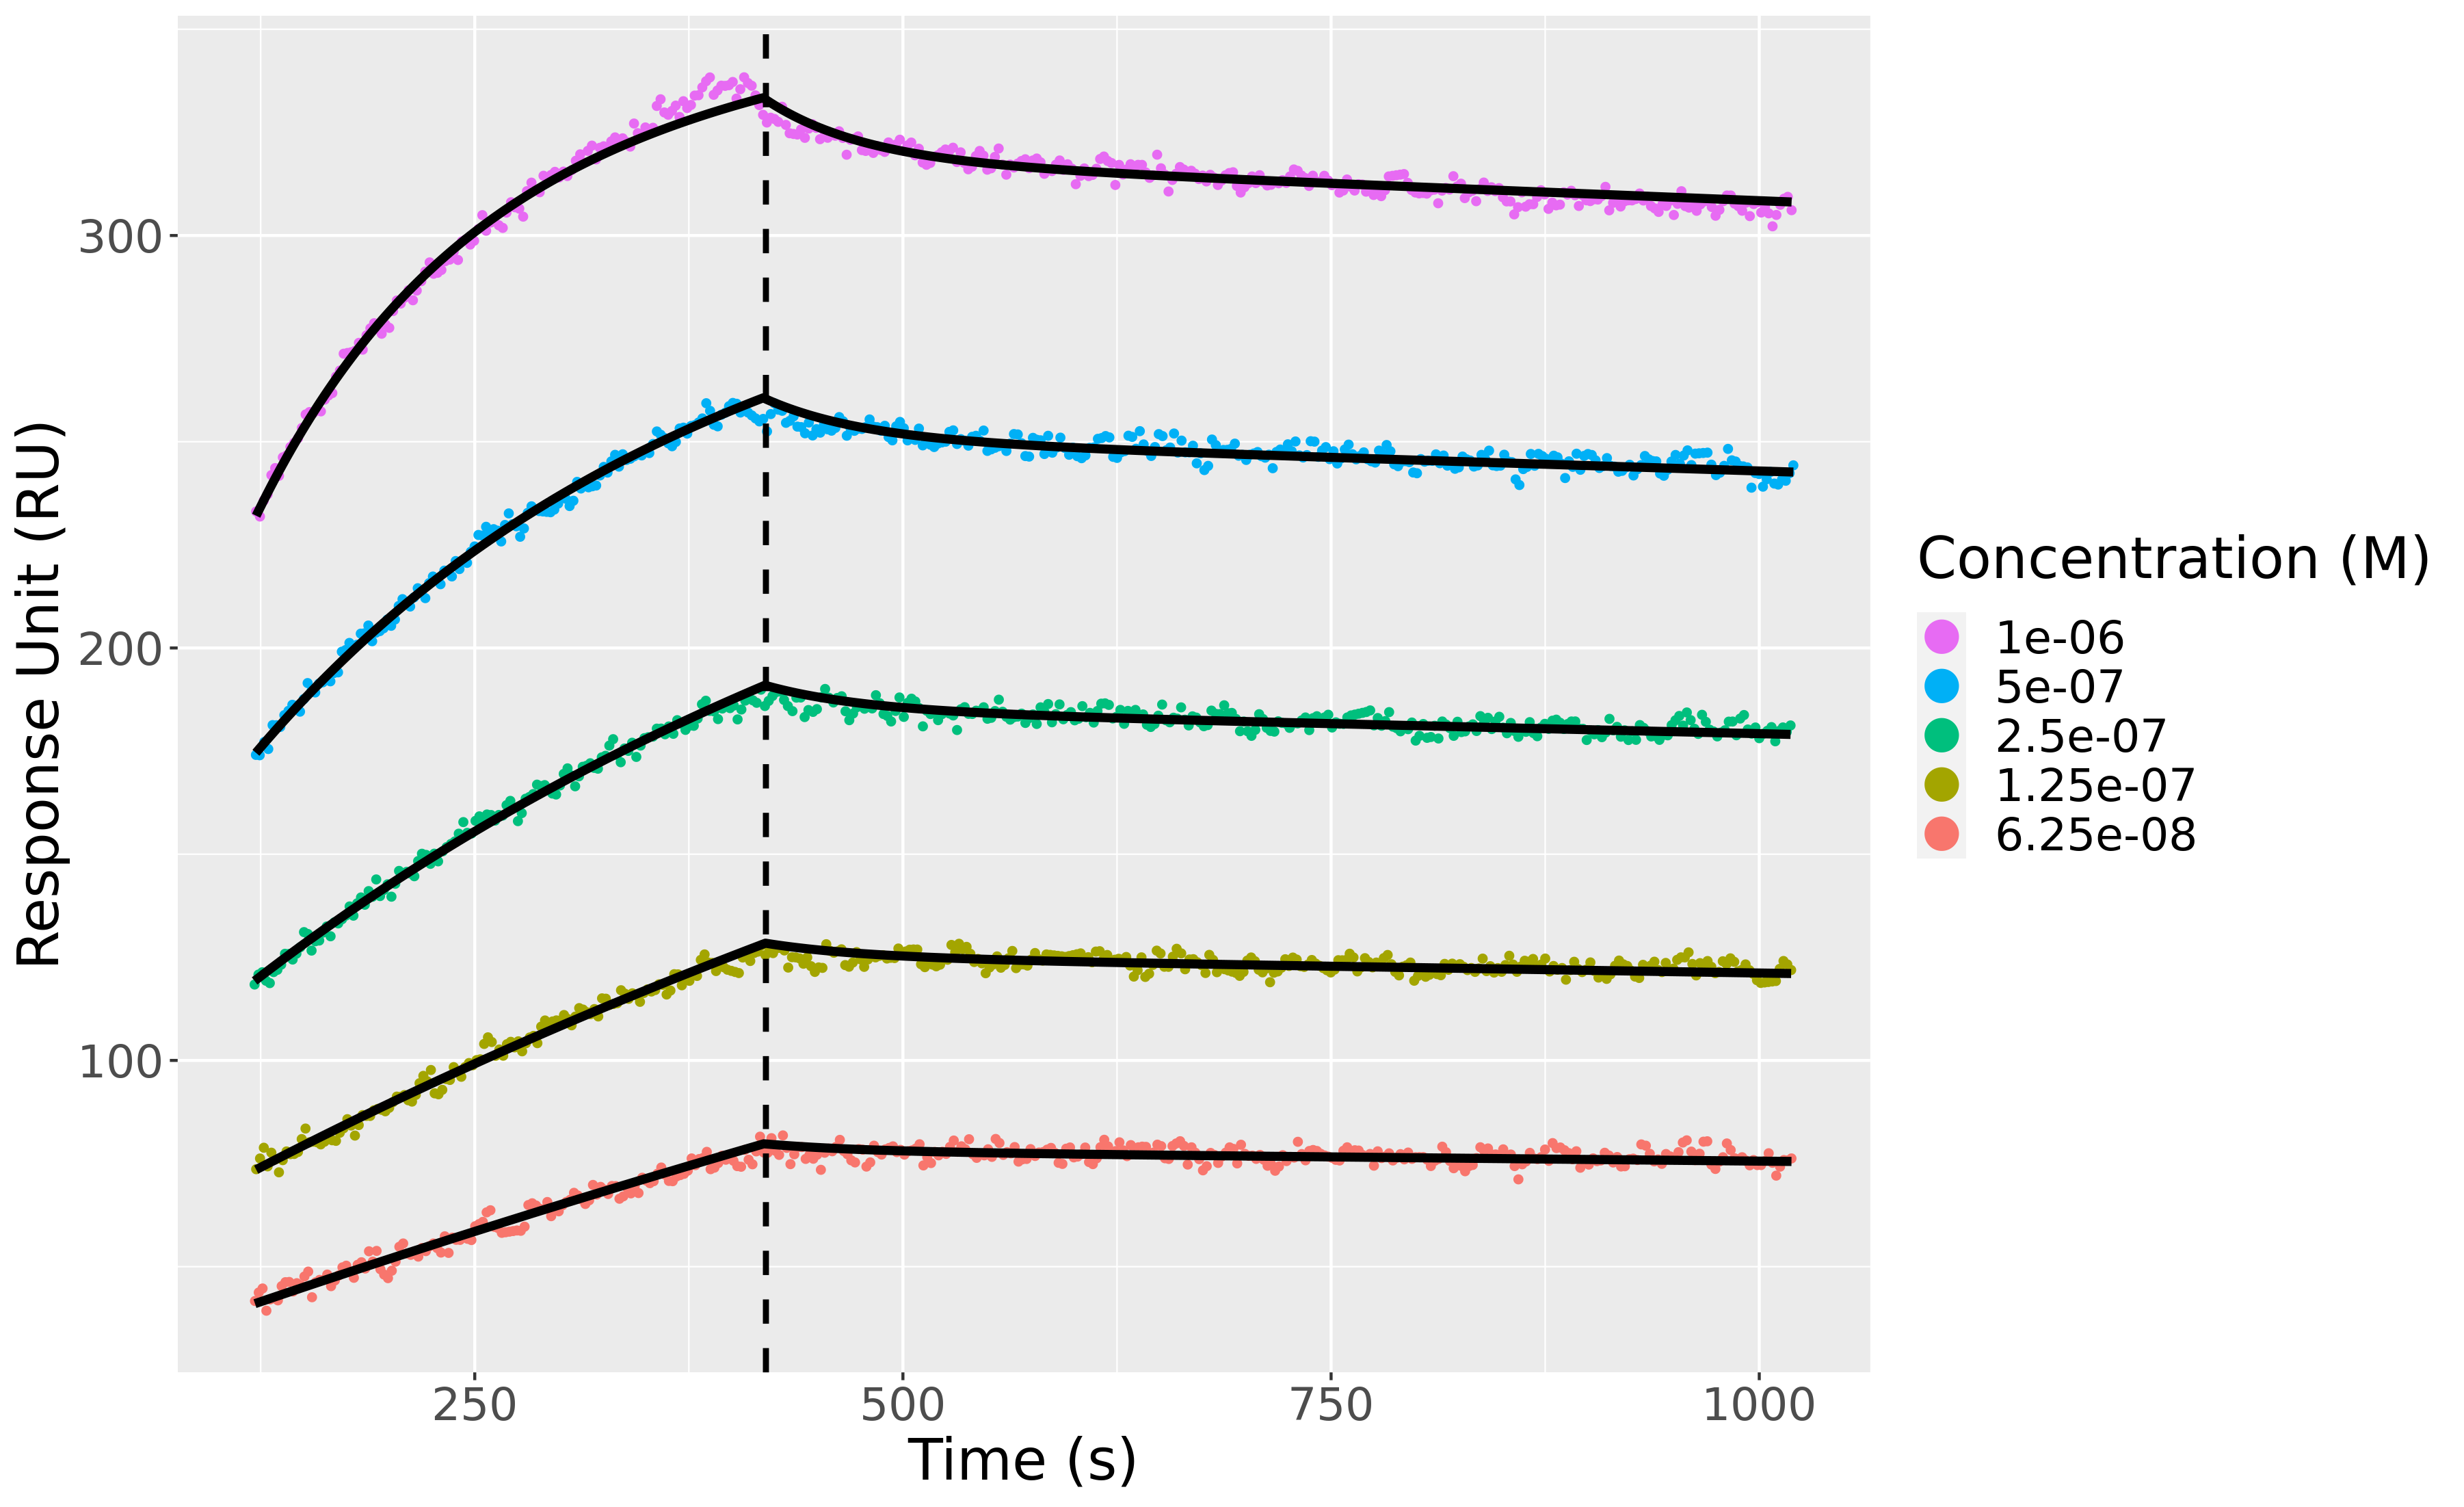 Response Unit (RU)
300
200
100
250
500
750
1000
Time (s)
Concentration (M)
1e-06
5e-07
2.5e-07
1.25e-07
6.25e-08